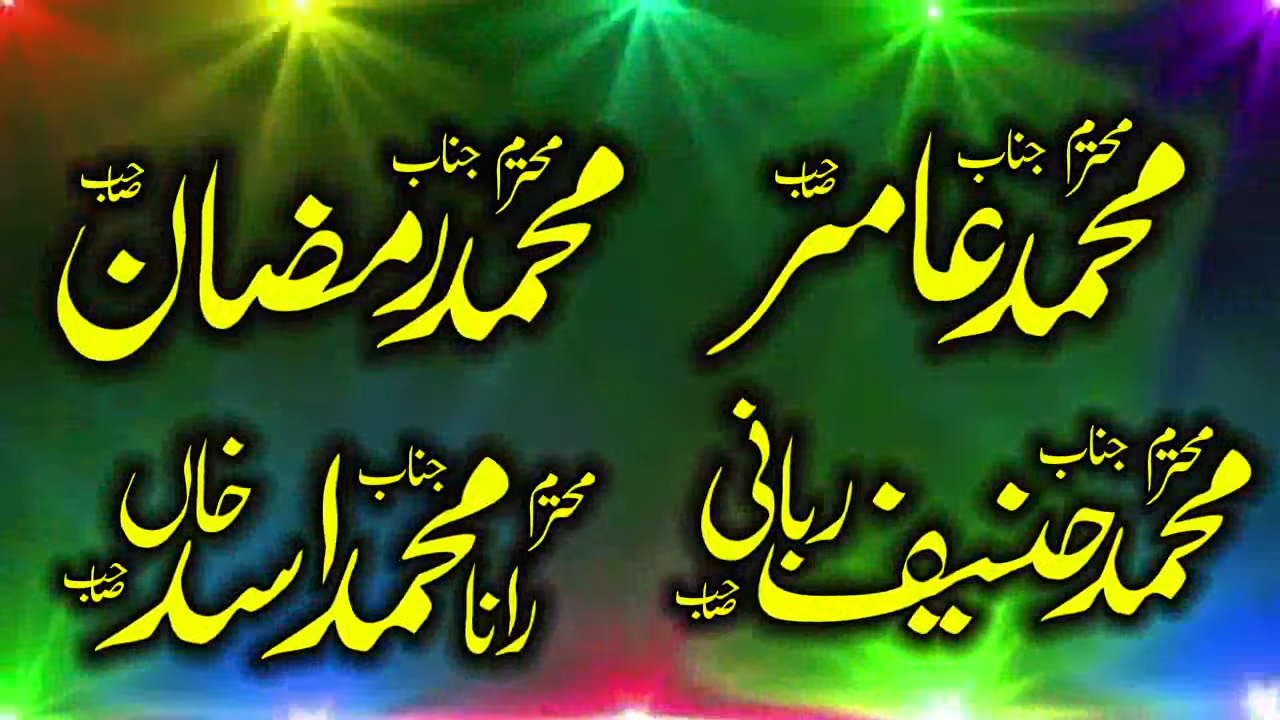 محترم جناب محمد عامر صاحب
محترم جناب محمد رمضان صاحب
محترم جناب محمد حنیف ربانی صاحب
محترم جناب رانا محمد اسد خاں صاحب